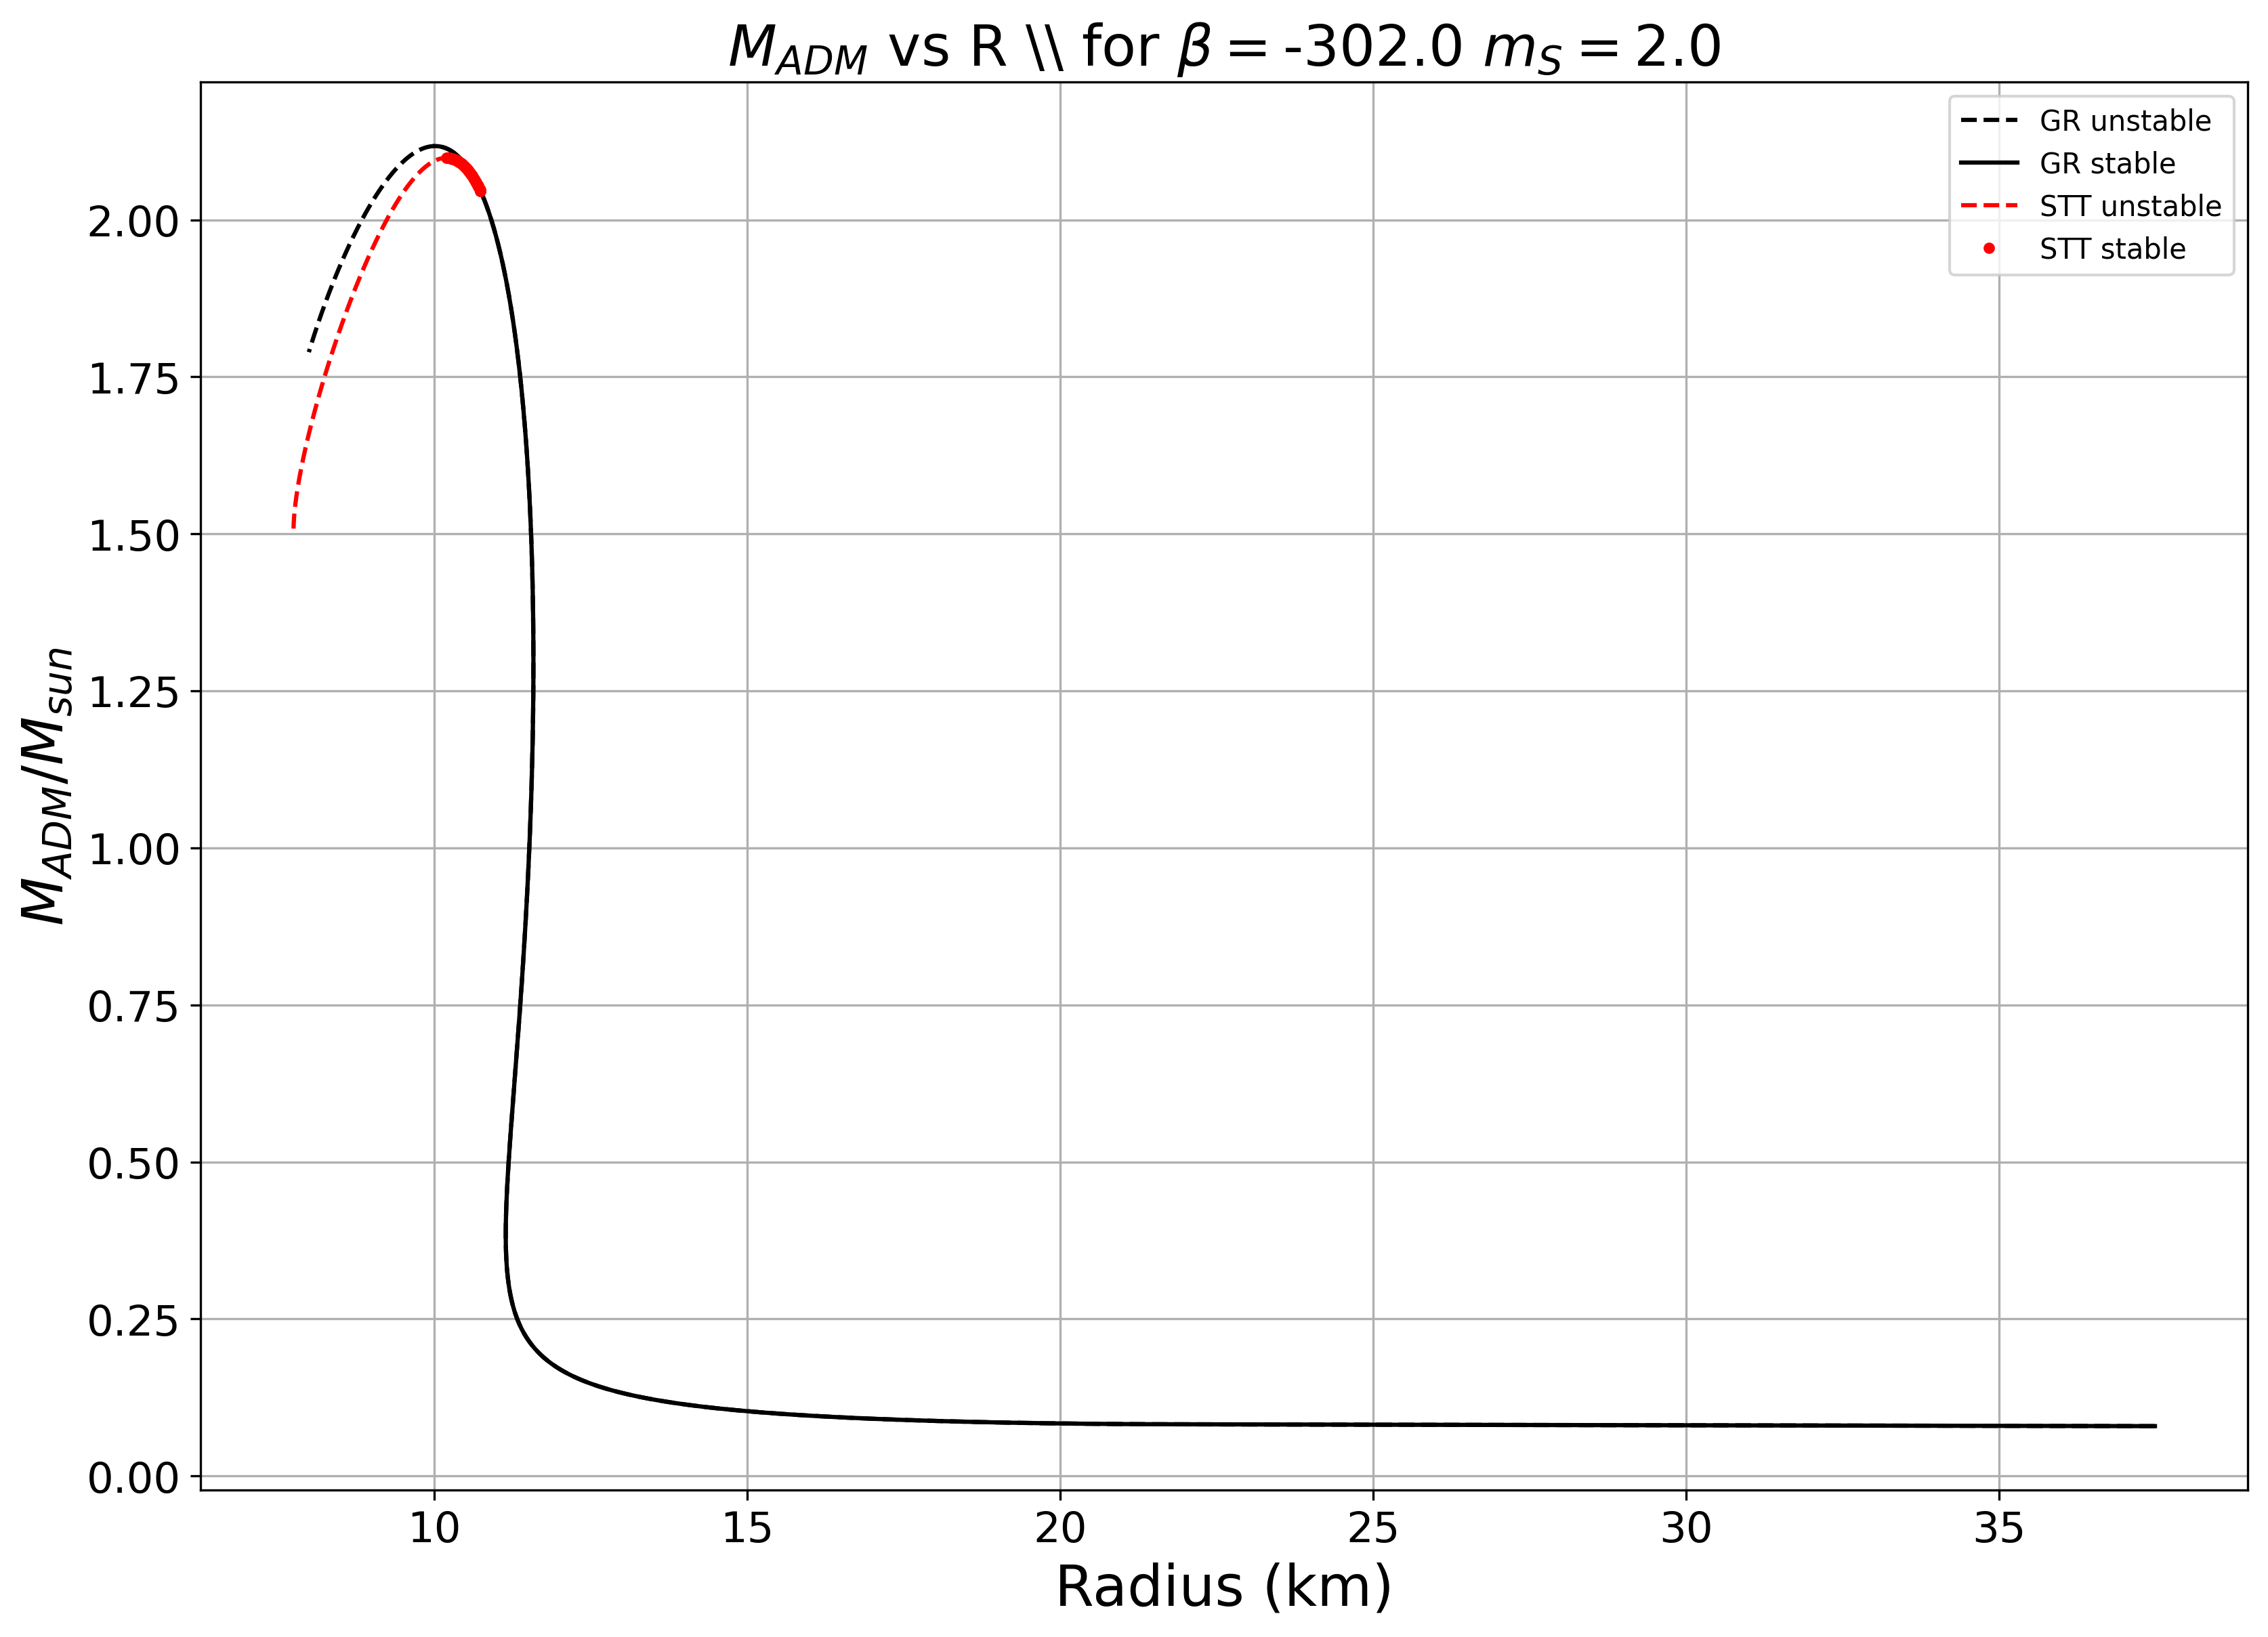 M_ADM vs R \\ for β = -302.0 m_S = 2.0
GR unstable
GR stable
STT unstable
STT stable
M_ADM/M_sun
2.00
1.75
1.50
1.25
1.00
0.75
0.50
0.25
0.00
10 15 20 25 30 35
Radius (km)